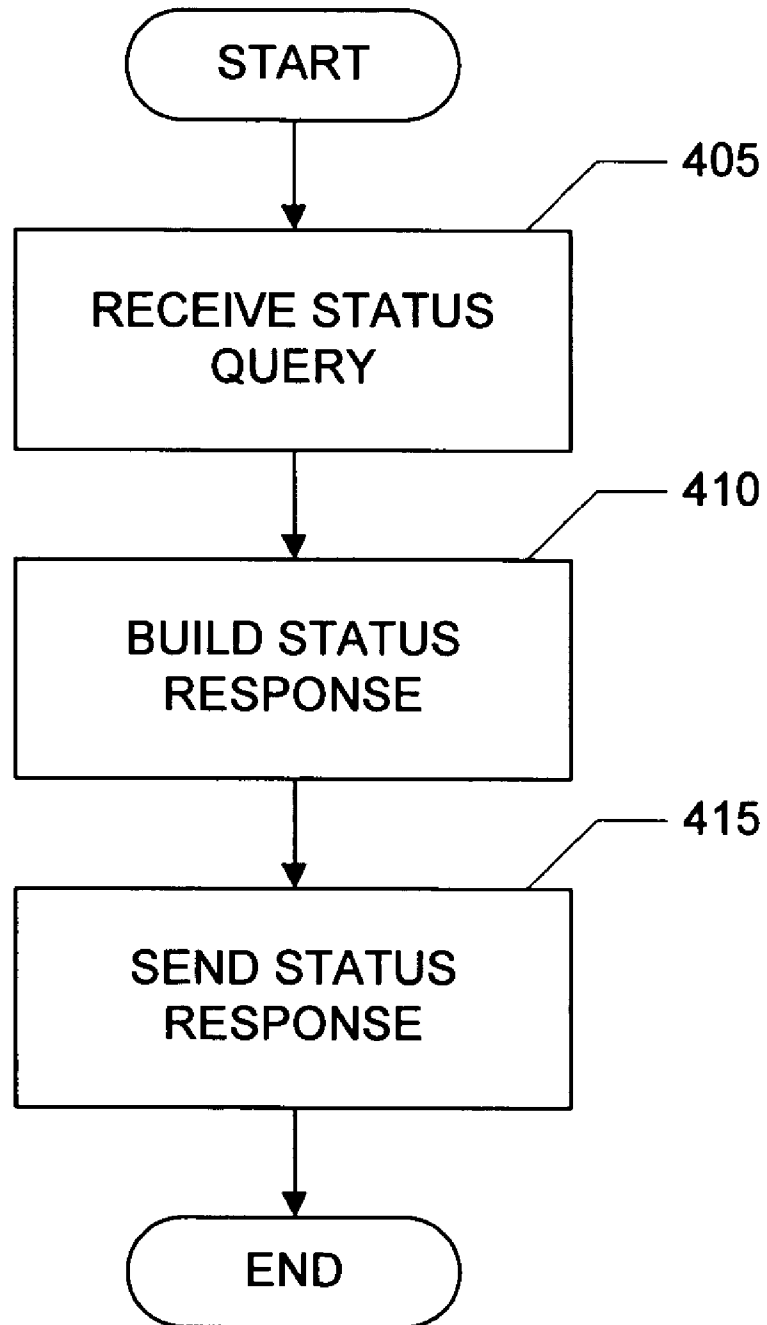 START
405
RECEIVE STATUS
QUERY
410
BUILD STATUS
RESPONSE
415
SEND STATUS
RESPONSE
END